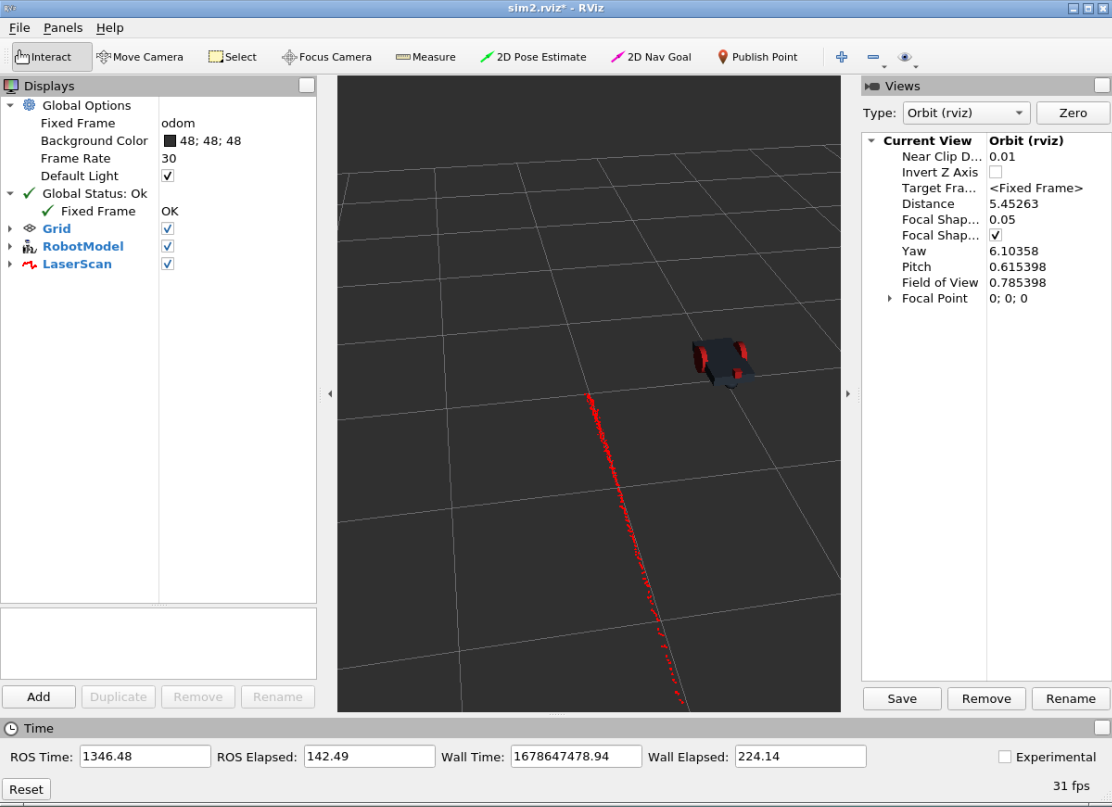 sim2.rviz* - RViz
File Panels Help
Interact Move Camera Select Focus Camera Measure 2D Pose Estimate 2D Nav Goal Publish Point
Displays
Global Options
Fixed Frame odom
Background Color 48; 48; 48
Frame Rate 30
Default Light
Global Status: Ok
Fixed Frame OK
Grid
RobotModel
LaserScan
Add Duplicate Remove Rename
Views
Type: Orbit (rviz) Zero
Current View Orbit (rviz)
Near Clip D... 0.01
Invert Z Axis
Target Fra... <Fixed Frame>
Distance 5.45263
Focal Shap... 0.05
Focal Shap...
Yaw 6.10358
Pitch 0.615398
Field of View 0.785398
Focal Point 0; 0; 0
Save Remove Rename
Time
ROS Time: 1346.48 ROS Elapsed: 142.49 Wall Time: 1678647478.94 Wall Elapsed: 224.14 Experimental
Reset 31 fps